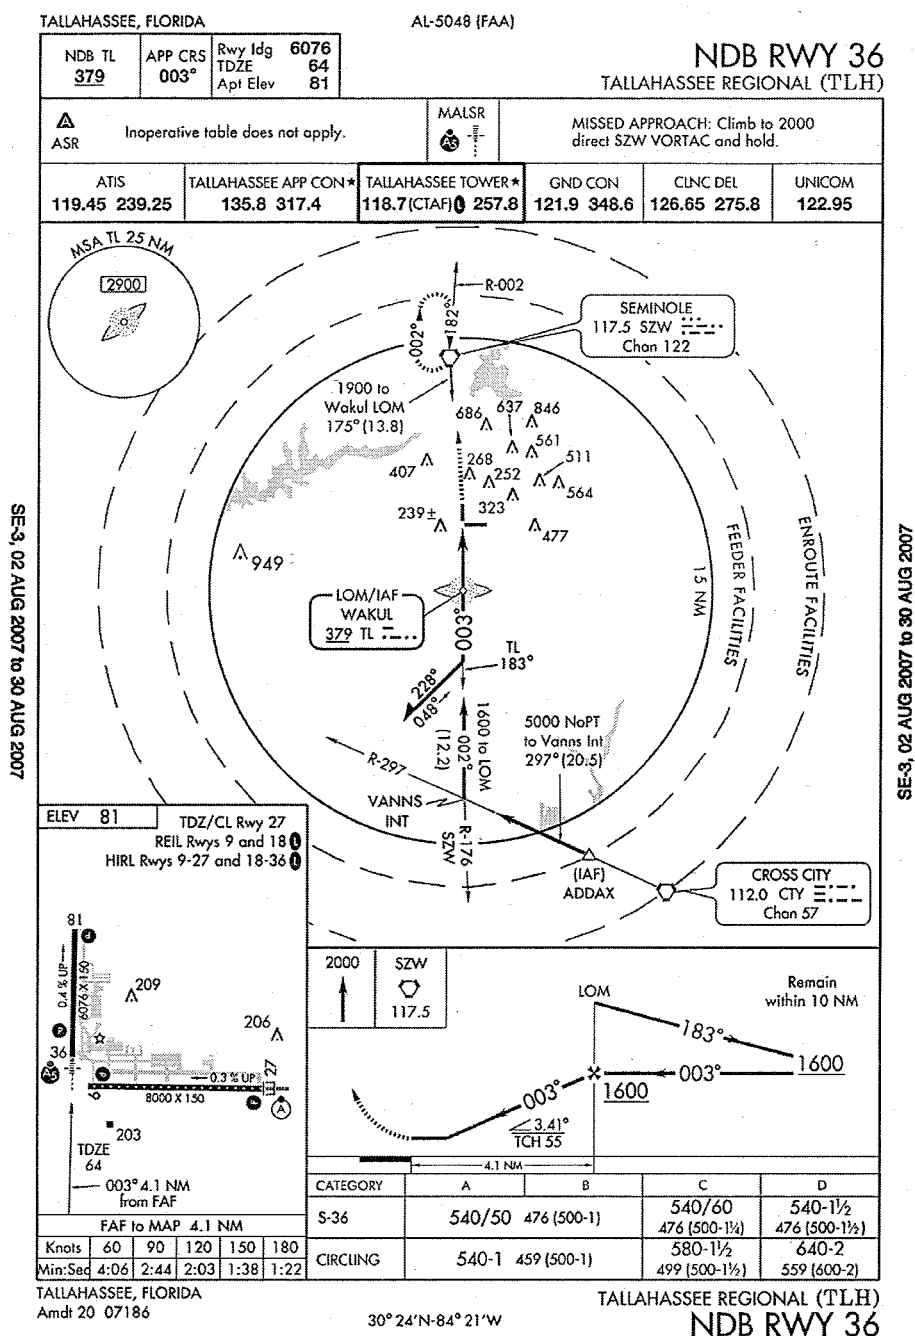 TALLAHASSEE, FLORIDA
AL-5048 (FAA)
NDB TL
379
APP CRS
003°
Rwy ldg 6076
TDZE 64
Apt Elev 81
NDB RWY 36
TALLAHASSEE REGIONAL (TLH)
A
ASR
Inoperative table does not apply.
MALSR
A5
MISSED APPROACH: Climb to 2000
direct SZW VORTAC and hold.
ATIS
119.45 239.25
TALLAHASSEE APP CON★
135.8 317.4
TALLAHASSEE TOWER★
118.7(CTAF) L 257.8
GND CON
121.9 348.6
CLNC DEL
126.65 275.8
UNICOM
122.95
MSA TL 25 NM
2900
R-002
182°
002°
SEMINOLE
117.5 SZW
Chan 122
1900 to
Wakul LOM
175° (13.8)
686
637
846
561
511
268
252
407
564
323
239±
477
949
LOM/IAF
WAKUL
379 TL
003°
TL
183°
228°
048°
15 NM
FEEDER FACILITIES
ENROUTE FACILITIES
1600 to LOM
002°
(12.2)
5000 NoPT
to Vanns Int
297° (20.5)
R-297
VANNS
INT
R-176
SZW
(IAF)
ADDAX
CROSS CITY
112.0 CTY
Chan 57
SE-3, 02 AUG 2007 to 30 AUG 2007
SE-3, 02 AUG 2007 to 30 AUG 2007
ELEV 81
TDZ/CL Rwy 27
REIL Rwys 9 and 18 L
HIRL Rwys 9-27 and 18-36 L
81
P
0.4 % UP
6076 X 150
209
206
P
36
A5
P
0.3 % UP
27
9
8000 X 150
P
A
203
TDZE
64
003° 4.1 NM
from FAF
FAF to MAP 4.1 NM
Knots 60 90 120 150 180
Min:Sec 4:06 2:44 2:03 1:38 1:22
2000
SZW
117.5
LOM
Remain
within 10 NM
183°
1600
003°
1600
003°
3.41°
TCH 55
4.1 NM
CATEGORY A B C D
S-36 540/50 476 (500-1) 540/60 476 (500-1¼) 540-1½ 476 (500-1½)
CIRCLING 540-1 459 (500-1) 580-1½ 499 (500-1½) 640-2 559 (600-2)
TALLAHASSEE, FLORIDA
Amdt 20 07186
30°24'N-84°21'W
TALLAHASSEE REGIONAL (TLH)
NDB RWY 36